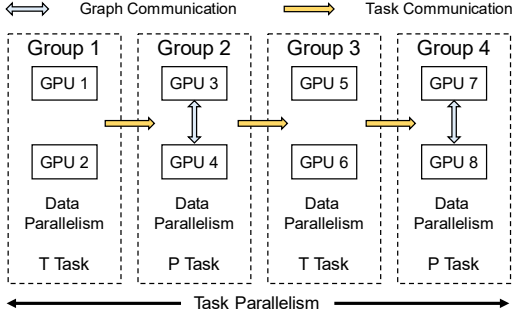 Graph Communication Task Communication
Group 1 Group 2 Group 3 Group 4
GPU 1 GPU 3 GPU 5 GPU 7
GPU 2 GPU 4 GPU 6 GPU 8
Data Data Data Data
Parallelism Parallelism Parallelism Parallelism
T Task P Task T Task P Task
Task Parallelism